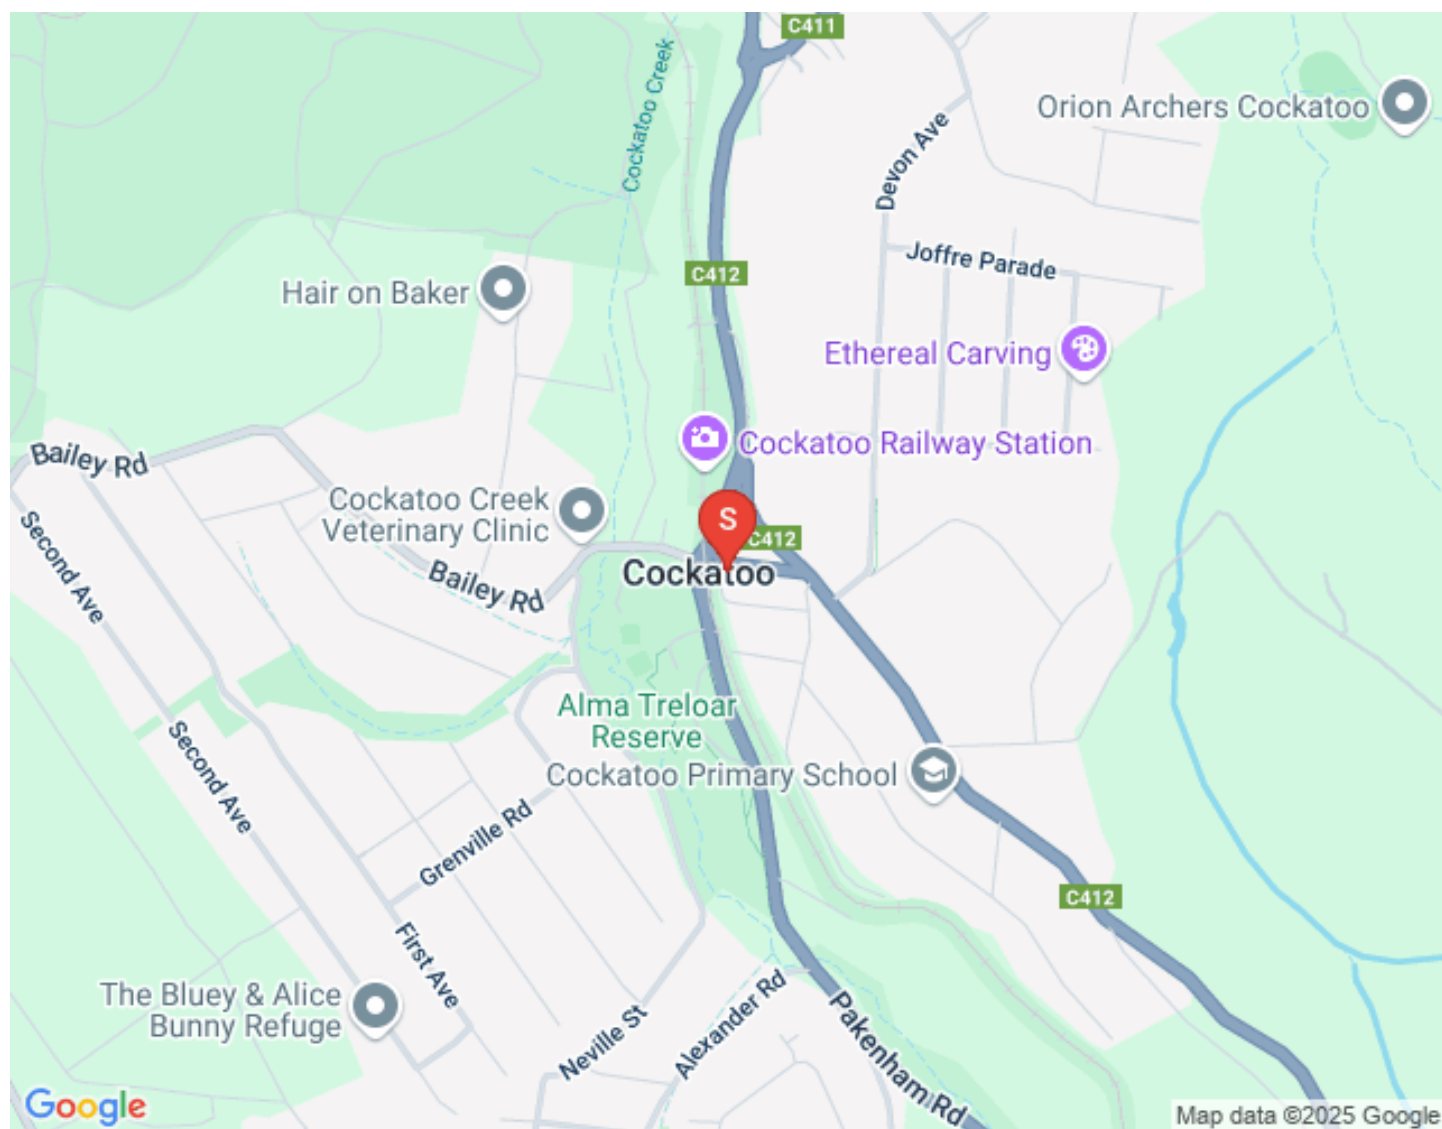 C411
Orion Archers Cockatoo
Cockatoo Creek
Devon Ave
Joffre Parade
C412
Hair on Baker
Ethereal Carving
Cockatoo Railway Station
Bailey Rd
Cockatoo Creek
Veterinary Clinic
S
C412
Second Ave
Bailey Rd
Cockatoo
Alma Treloar
Reserve
Second Ave
Cockatoo Primary School
Grenville Rd
C412
First Ave
The Bluey & Alice
Bunny Refuge
Neville St
Alexander Rd
Pakenham Rd
Google
Map data ©2025 Google